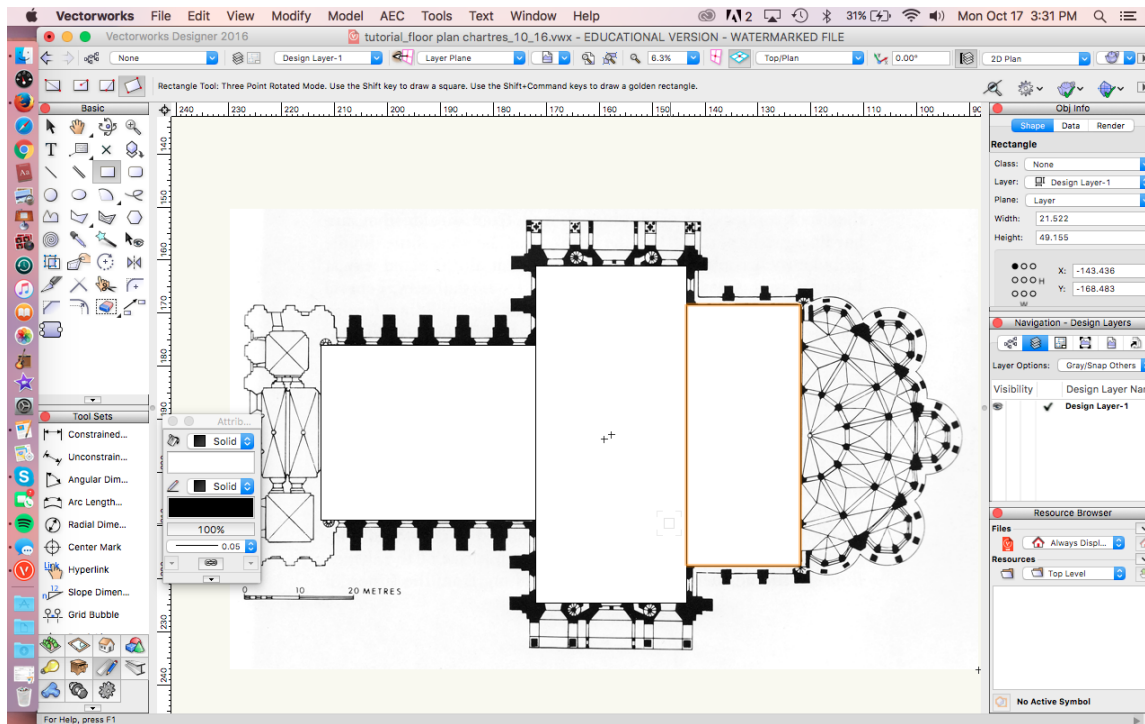 Vectorworks File Edit View Modify Model AEC Tools Text Window Help 2 31% Mon Oct 17 3:31 PM
Vectorworks Designer 2016 tutorial_floor plan chartres_10_16.vwx - EDUCATIONAL VERSION - WATERMARKED FILE
None Design Layer-1 Layer Plane 6.3% Top/Plan 0.00° 2D Plan
Rectangle Tool: Three Point Rotated Mode. Use the Shift key to draw a square. Use the Shift+Command keys to draw a golden rectangle.
Basic
240 230 220 210 200 190 180 170 160 150 140 130 120 110 100
140
150
160
170
180
190
220
230
240
Tool Sets
Constrained...
Unconstrain...
Angular Dim...
Arc Length...
Radial Dime...
Center Mark
Hyperlink
Slope Dimen...
Grid Bubble
Attrib...
Solid
Solid
100%
0.05
0 10 20 METRES
Obj Info
Shape Data Render
Rectangle
Class: None
Layer: Design Layer-1
Plane: Layer
Width: 21.522
Height: 49.155
X: -143.436
H
Y: -168.483
W
Navigation - Design Layers
Layer Options: Gray/Snap Others
Visibility Design Layer Nar
Design Layer-1
Resource Browser
Files
Always Displ...
Resources
Top Level
No Active Symbol
For Help, press F1